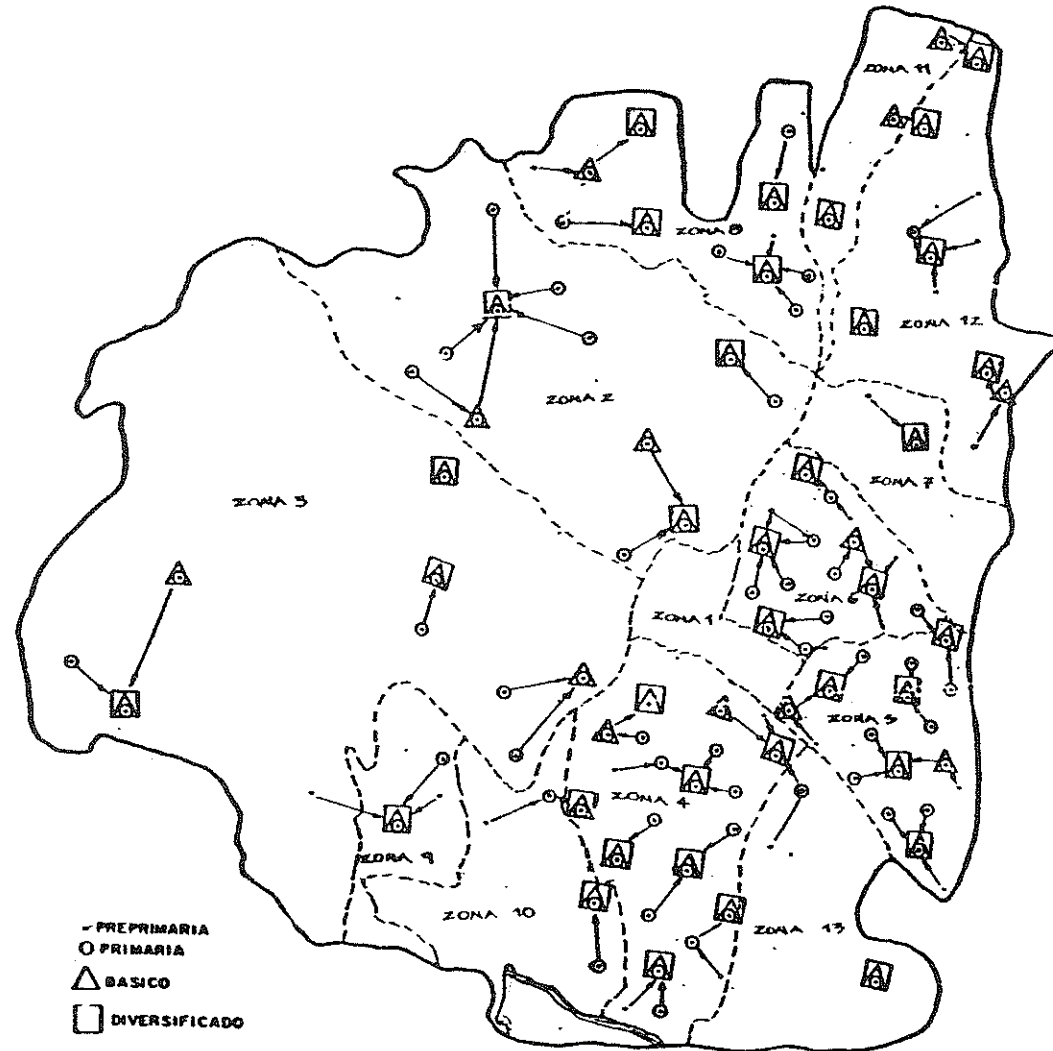 ZONA 11
ZONA 8
ZONA 12
ZONA 2
ZONA 7
ZONA 3
ZONA 6
ZONA 1
ZONA 5
ZONA 4
ZONA 9
ZONA 10
ZONA 13
- PREPRIMARIA
O PRIMARIA
BASICO
DIVERSIFICADO